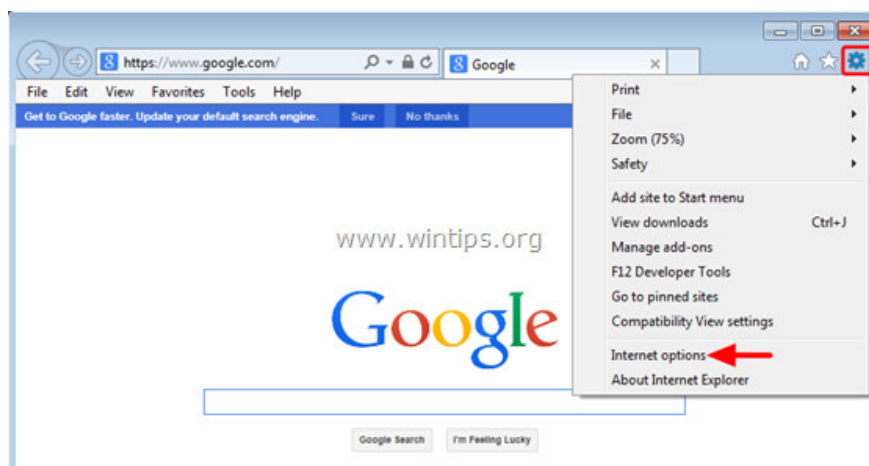 https://www.google.com/
Google
File Edit View Favorites Tools Help
Get to Google faster. Update your default search engine. Sure No thanks
Print
File
Zoom (75%)
Safety
Add site to Start menu
View downloads Ctrl+J
Manage add-ons
F12 Developer Tools
Go to pinned sites
Compatibility View settings
Internet options
About Internet Explorer
www.wintips.org
Google
Google Search I'm Feeling Lucky